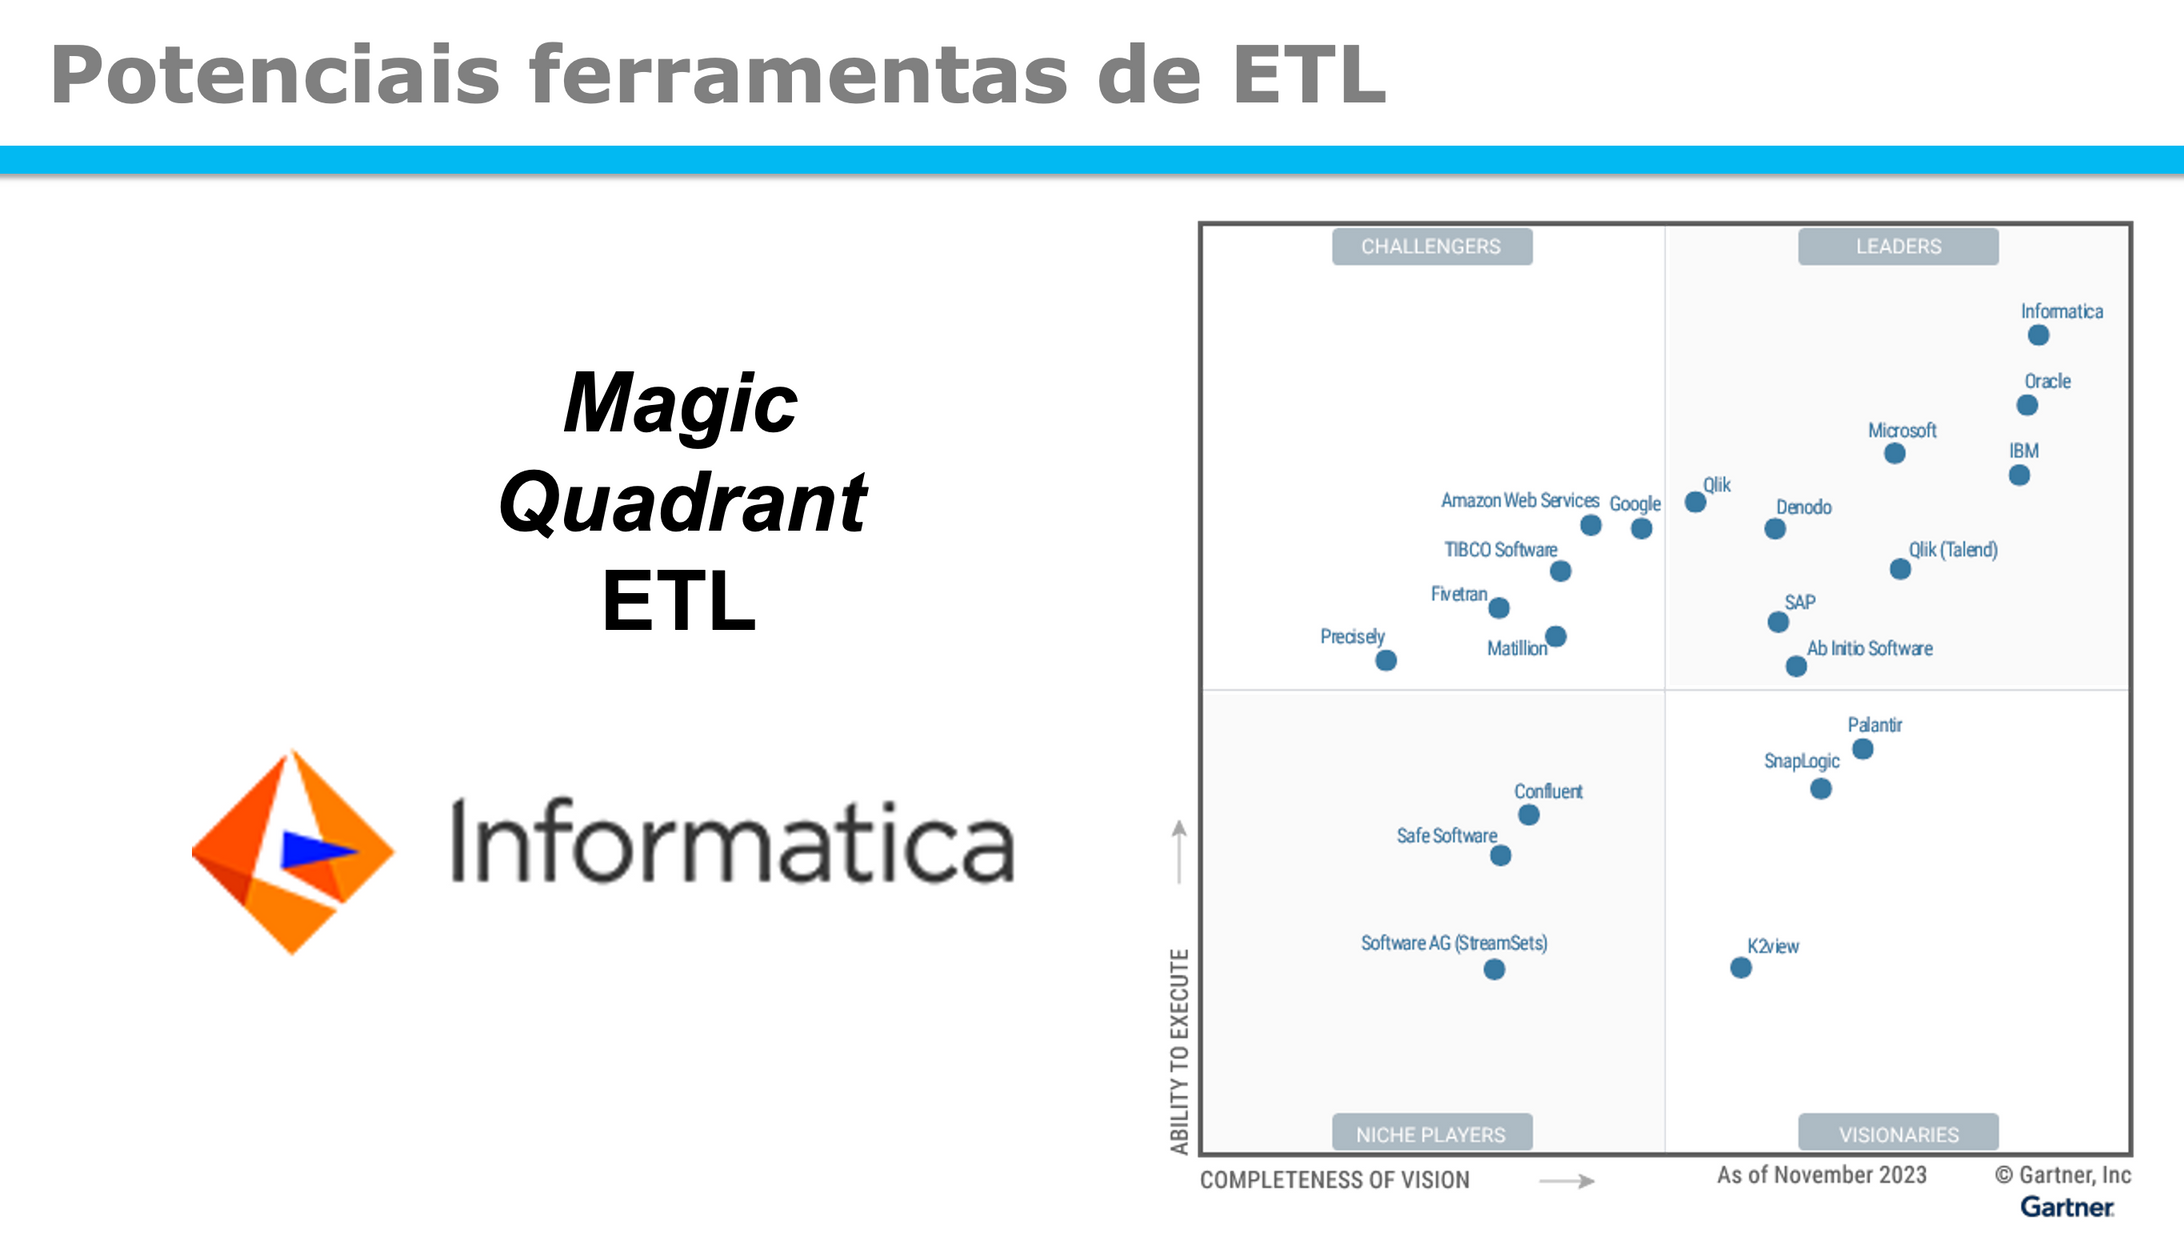 Potenciais ferramentas de ETL
Magic
Quadrant
ETL
Informatica
CHALLENGERS
LEADERS
Informatica
Oracle
Microsoft
IBM
Qlik
Amazon Web Services
Google
Denodo
TIBCO Software
Qlik (Talend)
Fivetran
SAP
Precisely
Matillion
Ab Initio Software
Palantir
SnapLogic
Confluent
Safe Software
Software AG (StreamSets)
K2view
NICHE PLAYERS
VISIONARIES
ABILITY TO EXECUTE
COMPLETENESS OF VISION
As of November 2023
© Gartner, Inc
Gartner